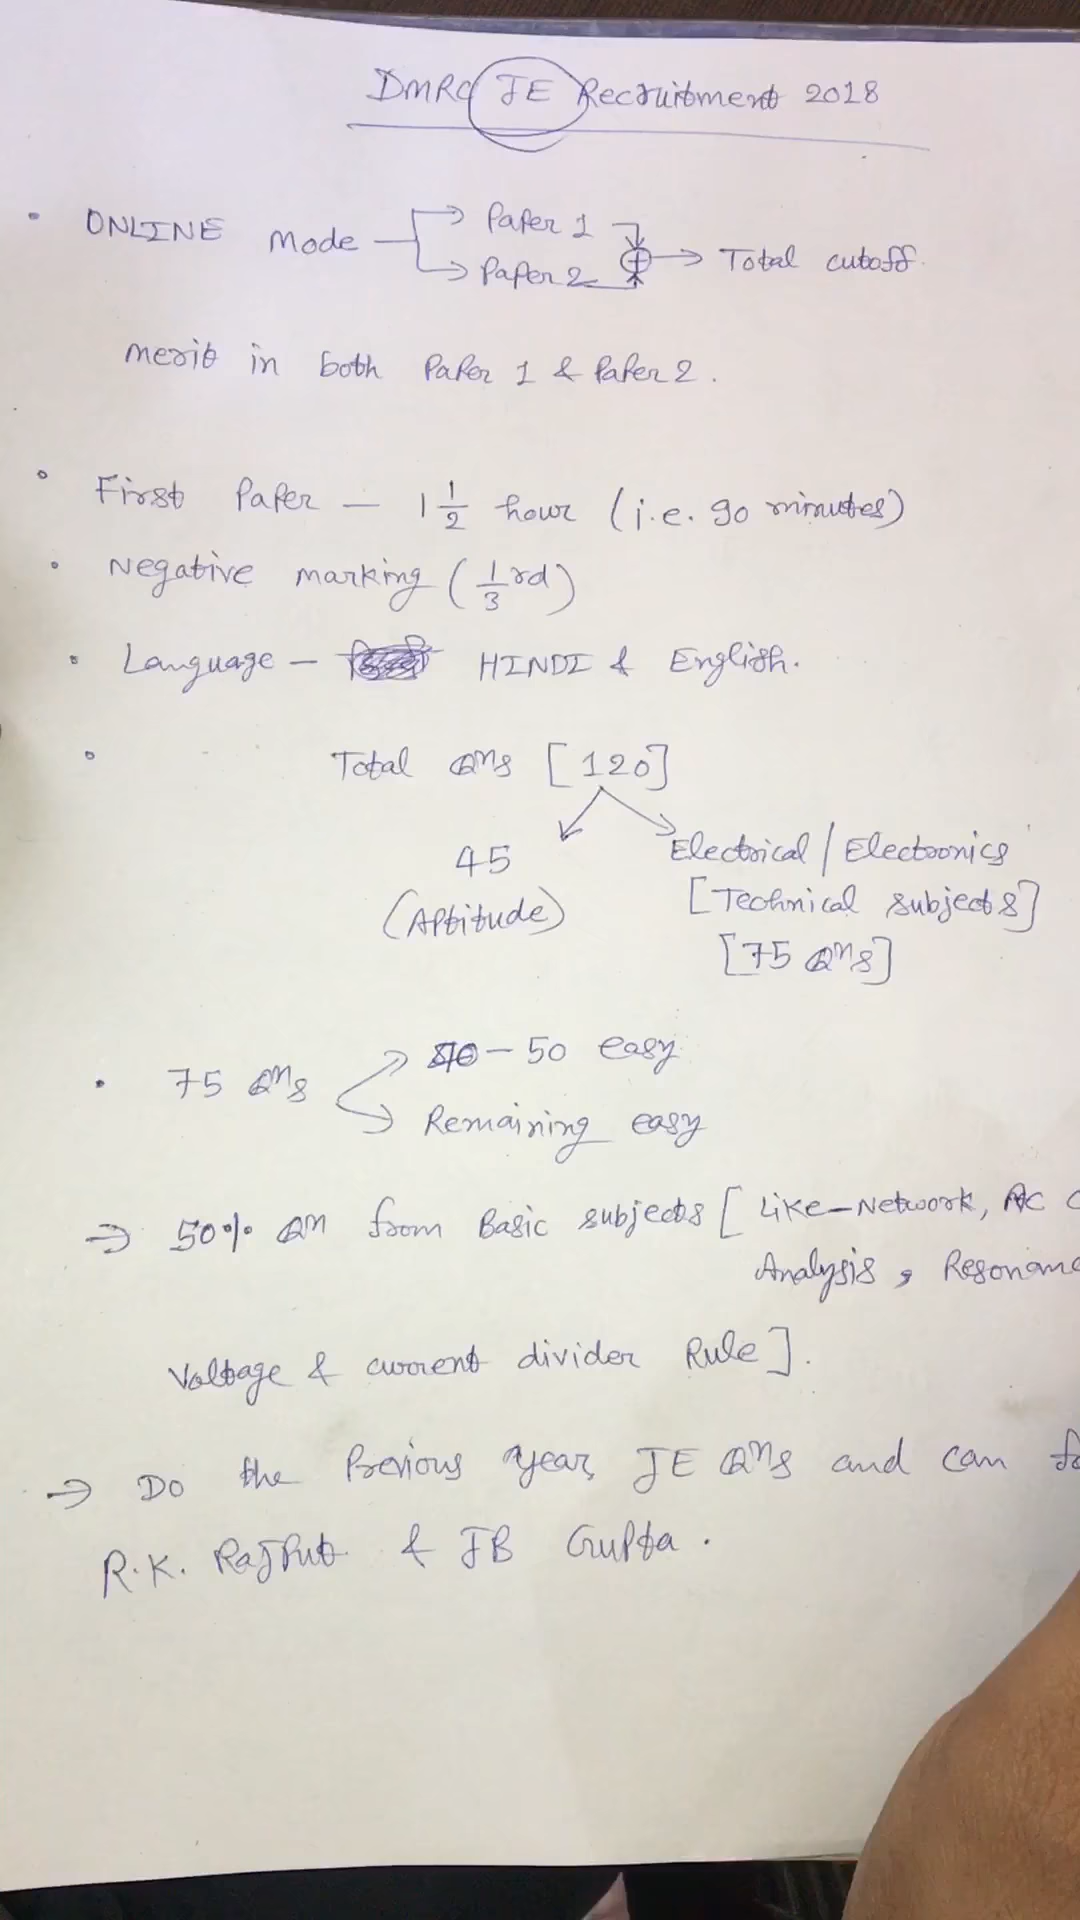 DMRC JE Recruitment 2018
ONLINE Mode → Paper 1
→ Paper 2 → Total cutoff.
merit in both Paper 1 & Paper 2.
First Paper — 1 1/2 hour (i.e. 90 minutes)
Negative marking (1/3 rd)
Language — HINDI & English.
Total Qns [120]
45
(Aptitude)
Electrical / Electronics
[Technical subjects]
[75 Qns]
75 Qns
40 - 50 easy
Remaining easy
→ 50% Qn from Basic subjects [Like-Network, AC
Analysis, Resonanc
Voltage & current divider Rule].
→ Do the Previous year JE Qns and can
R.K. Rajput & JB Gupta.